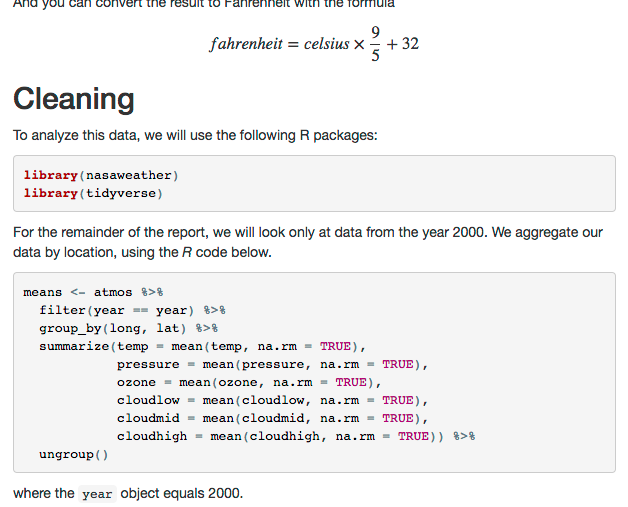 And you can convert the result to Fahrenheit with the formula
fahrenheit = celsius × 9/5 + 32
Cleaning
To analyze this data, we will use the following R packages:
library(nasaweather)
library(tidyverse)
For the remainder of the report, we will look only at data from the year 2000. We aggregate our
data by location, using the R code below.
means <- atmos %>%
  filter(year == year) %>%
  group_by(long, lat) %>%
  summarize(temp = mean(temp, na.rm = TRUE),
            pressure = mean(pressure, na.rm = TRUE),
            ozone = mean(ozone, na.rm = TRUE),
            cloudlow = mean(cloudlow, na.rm = TRUE),
            cloudmid = mean(cloudmid, na.rm = TRUE),
            cloudhigh = mean(cloudhigh, na.rm = TRUE)) %>%
  ungroup()
where the year object equals 2000.